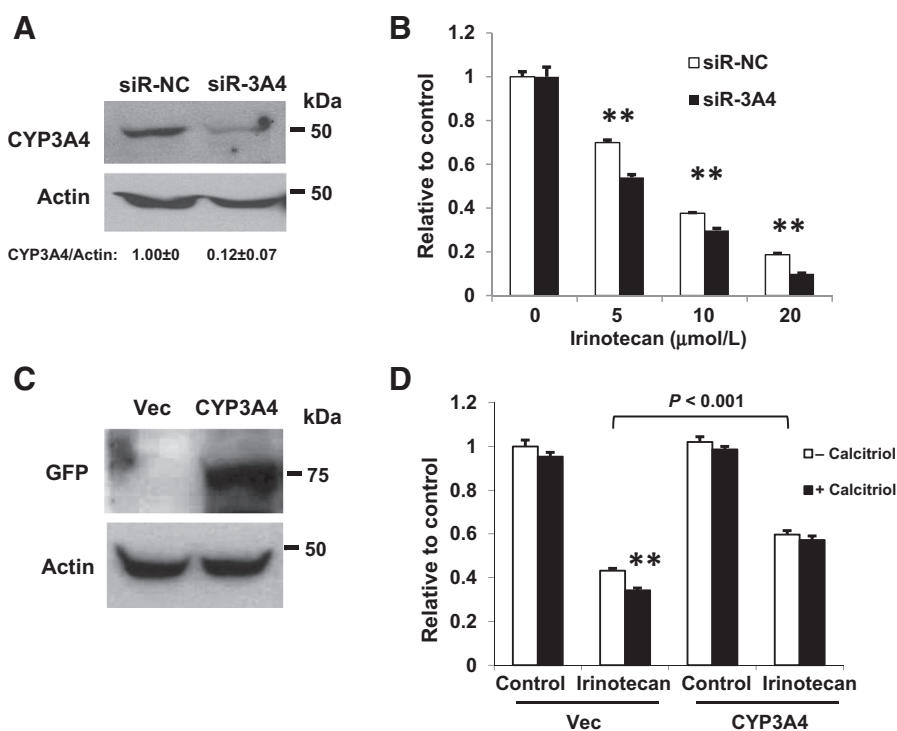 A
siR-NC siR-3A4
kDa
CYP3A4
50
Actin
50
CYP3A4/Actin: 1.00±0 0.12±0.07
B
1.2
1
0.8
0.6
0.4
0.2
0
Relative to control
siR-NC
siR-3A4
**
**
**
0 5 10 20
Irinotecan (μmol/L)
C
Vec CYP3A4
kDa
GFP
75
Actin
50
D
1.2
1
0.8
0.6
0.4
0.2
0
Relative to control
P < 0.001
– Calcitriol
+ Calcitriol
**
Control Irinotecan Control Irinotecan
Vec CYP3A4